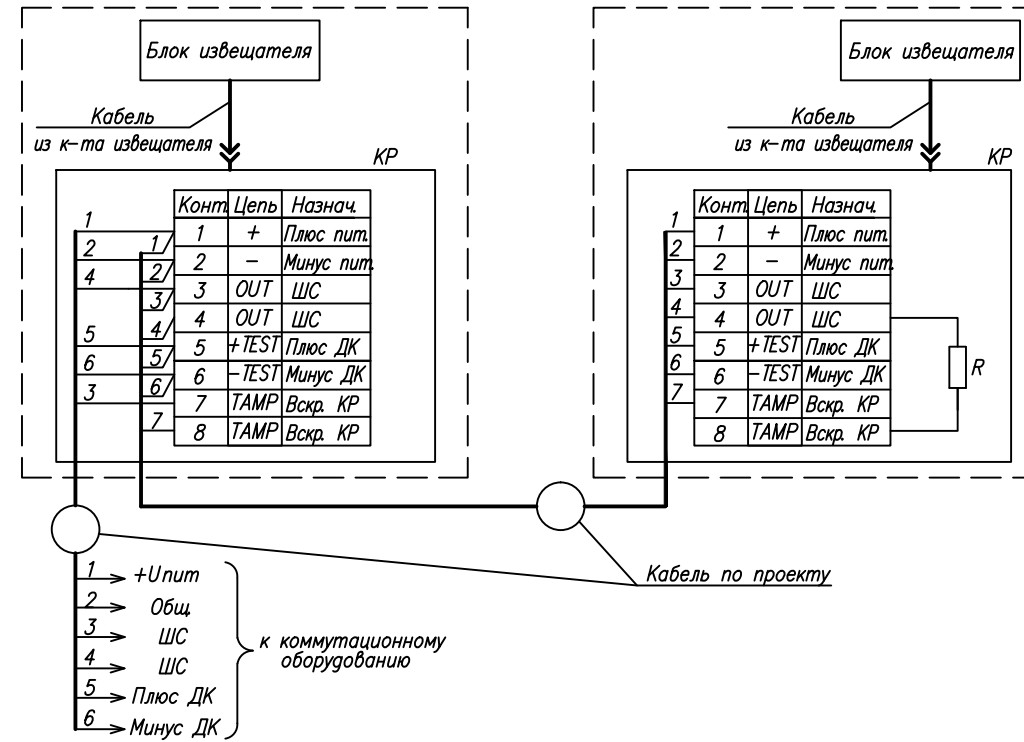 Блок извещателя
Кабель
из к-та извещателя
КР
Конт. Цепь Назнач.
1 + Плюс пит.
2 - Минус пит.
3 OUT ШС
4 OUT ШС
5 +TEST Плюс ДК
6 -TEST Минус ДК
7 TAMP Вскр. КР
8 TAMP Вскр. КР
1
2
4
5
6
3
1
2
3
4
5
6
7
Блок извещателя
Кабель
из к-та извещателя
КР
Конт. Цепь Назнач.
1 + Плюс пит.
2 - Минус пит.
3 OUT ШС
4 OUT ШС
5 +TEST Плюс ДК
6 -TEST Минус ДК
7 TAMP Вскр. КР
8 TAMP Вскр. КР
1
2
3
4
5
6
7
R
Кабель по проекту
1 +Uпит
2 Общ.
3 ШС
4 ШС
5 Плюс ДК
6 Минус ДК
к коммутационному
оборудованию